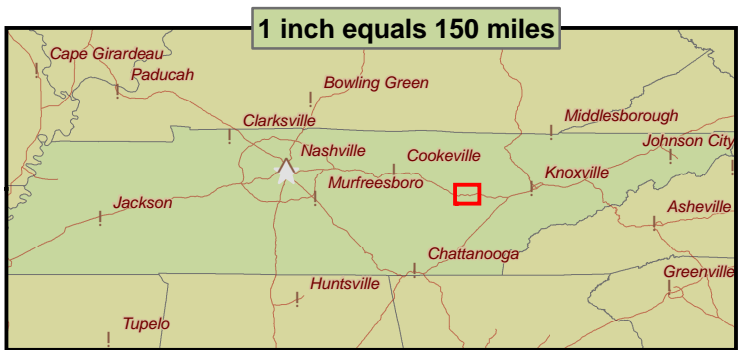 1 inch equals 150 miles
Cape Girardeau
Paducah
Bowling Green
Clarksville
Middlesborough
Johnson City
Nashville
Cookeville
Knoxville
Murfreesboro
Jackson
Asheville
Chattanooga
Greenville
Huntsville
Tupelo